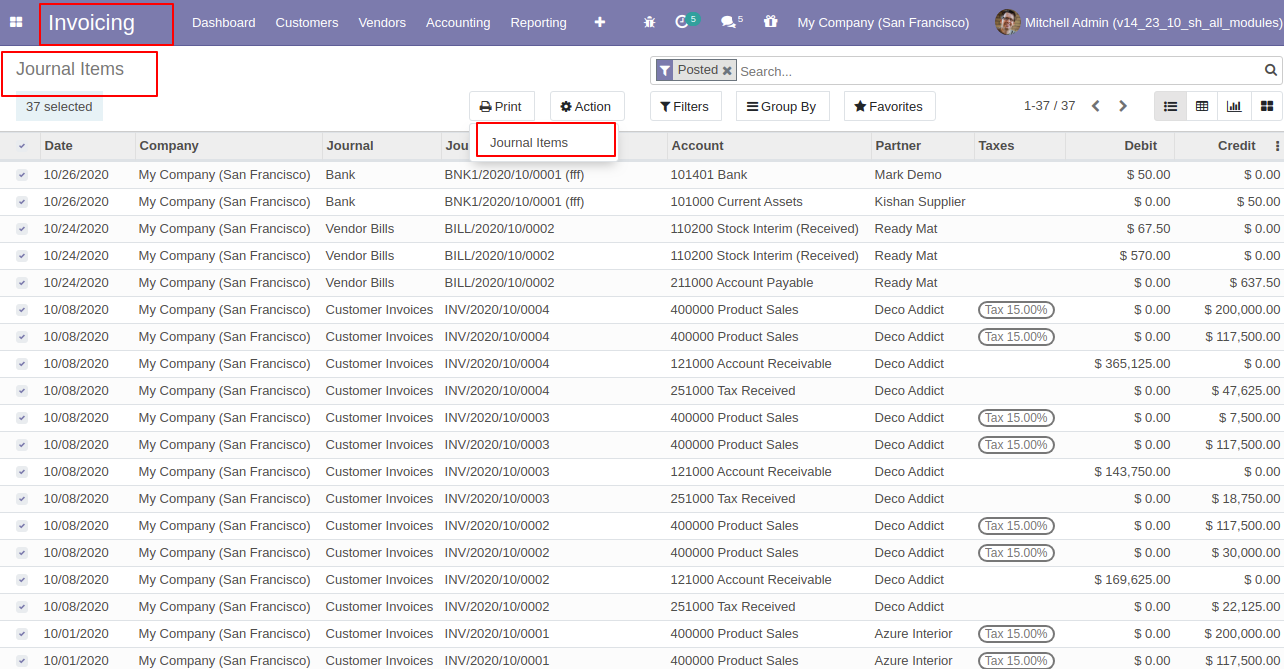 Invoicing Dashboard Customers Vendors Accounting Reporting 5 5 My Company (San Francisco) Mitchell Admin (v14_23_10_sh_all_modules)
Journal Items Posted Search...
37 selected Print Action Filters Group By Favorites 1-37 / 37
Journal Items
Date Company Journal Jou Account Partner Taxes Debit Credit
10/26/2020 My Company (San Francisco) Bank BNK1/2020/10/0001 (fff) 101401 Bank Mark Demo $ 50.00 $ 0.00
10/26/2020 My Company (San Francisco) Bank BNK1/2020/10/0001 (fff) 101000 Current Assets Kishan Supplier $ 0.00 $ 50.00
10/24/2020 My Company (San Francisco) Vendor Bills BILL/2020/10/0002 110200 Stock Interim (Received) Ready Mat $ 67.50 $ 0.00
10/24/2020 My Company (San Francisco) Vendor Bills BILL/2020/10/0002 110200 Stock Interim (Received) Ready Mat $ 570.00 $ 0.00
10/24/2020 My Company (San Francisco) Vendor Bills BILL/2020/10/0002 211000 Account Payable Ready Mat $ 0.00 $ 637.50
10/08/2020 My Company (San Francisco) Customer Invoices INV/2020/10/0004 400000 Product Sales Deco Addict Tax 15.00% $ 0.00 $ 200,000.00
10/08/2020 My Company (San Francisco) Customer Invoices INV/2020/10/0004 400000 Product Sales Deco Addict Tax 15.00% $ 0.00 $ 117,500.00
10/08/2020 My Company (San Francisco) Customer Invoices INV/2020/10/0004 121000 Account Receivable Deco Addict $ 365,125.00 $ 0.00
10/08/2020 My Company (San Francisco) Customer Invoices INV/2020/10/0004 251000 Tax Received Deco Addict $ 0.00 $ 47,625.00
10/08/2020 My Company (San Francisco) Customer Invoices INV/2020/10/0003 400000 Product Sales Deco Addict Tax 15.00% $ 0.00 $ 7,500.00
10/08/2020 My Company (San Francisco) Customer Invoices INV/2020/10/0003 400000 Product Sales Deco Addict Tax 15.00% $ 0.00 $ 117,500.00
10/08/2020 My Company (San Francisco) Customer Invoices INV/2020/10/0003 121000 Account Receivable Deco Addict $ 143,750.00 $ 0.00
10/08/2020 My Company (San Francisco) Customer Invoices INV/2020/10/0003 251000 Tax Received Deco Addict $ 0.00 $ 18,750.00
10/08/2020 My Company (San Francisco) Customer Invoices INV/2020/10/0002 400000 Product Sales Deco Addict Tax 15.00% $ 0.00 $ 117,500.00
10/08/2020 My Company (San Francisco) Customer Invoices INV/2020/10/0002 400000 Product Sales Deco Addict Tax 15.00% $ 0.00 $ 30,000.00
10/08/2020 My Company (San Francisco) Customer Invoices INV/2020/10/0002 121000 Account Receivable Deco Addict $ 169,625.00 $ 0.00
10/08/2020 My Company (San Francisco) Customer Invoices INV/2020/10/0002 251000 Tax Received Deco Addict $ 0.00 $ 22,125.00
10/01/2020 My Company (San Francisco) Customer Invoices INV/2020/10/0001 400000 Product Sales Azure Interior Tax 15.00% $ 0.00 $ 200,000.00
10/01/2020 My Company (San Francisco) Customer Invoices INV/2020/10/0001 400000 Product Sales Azure Interior Tax 15.00% $ 0.00 $ 117,500.00